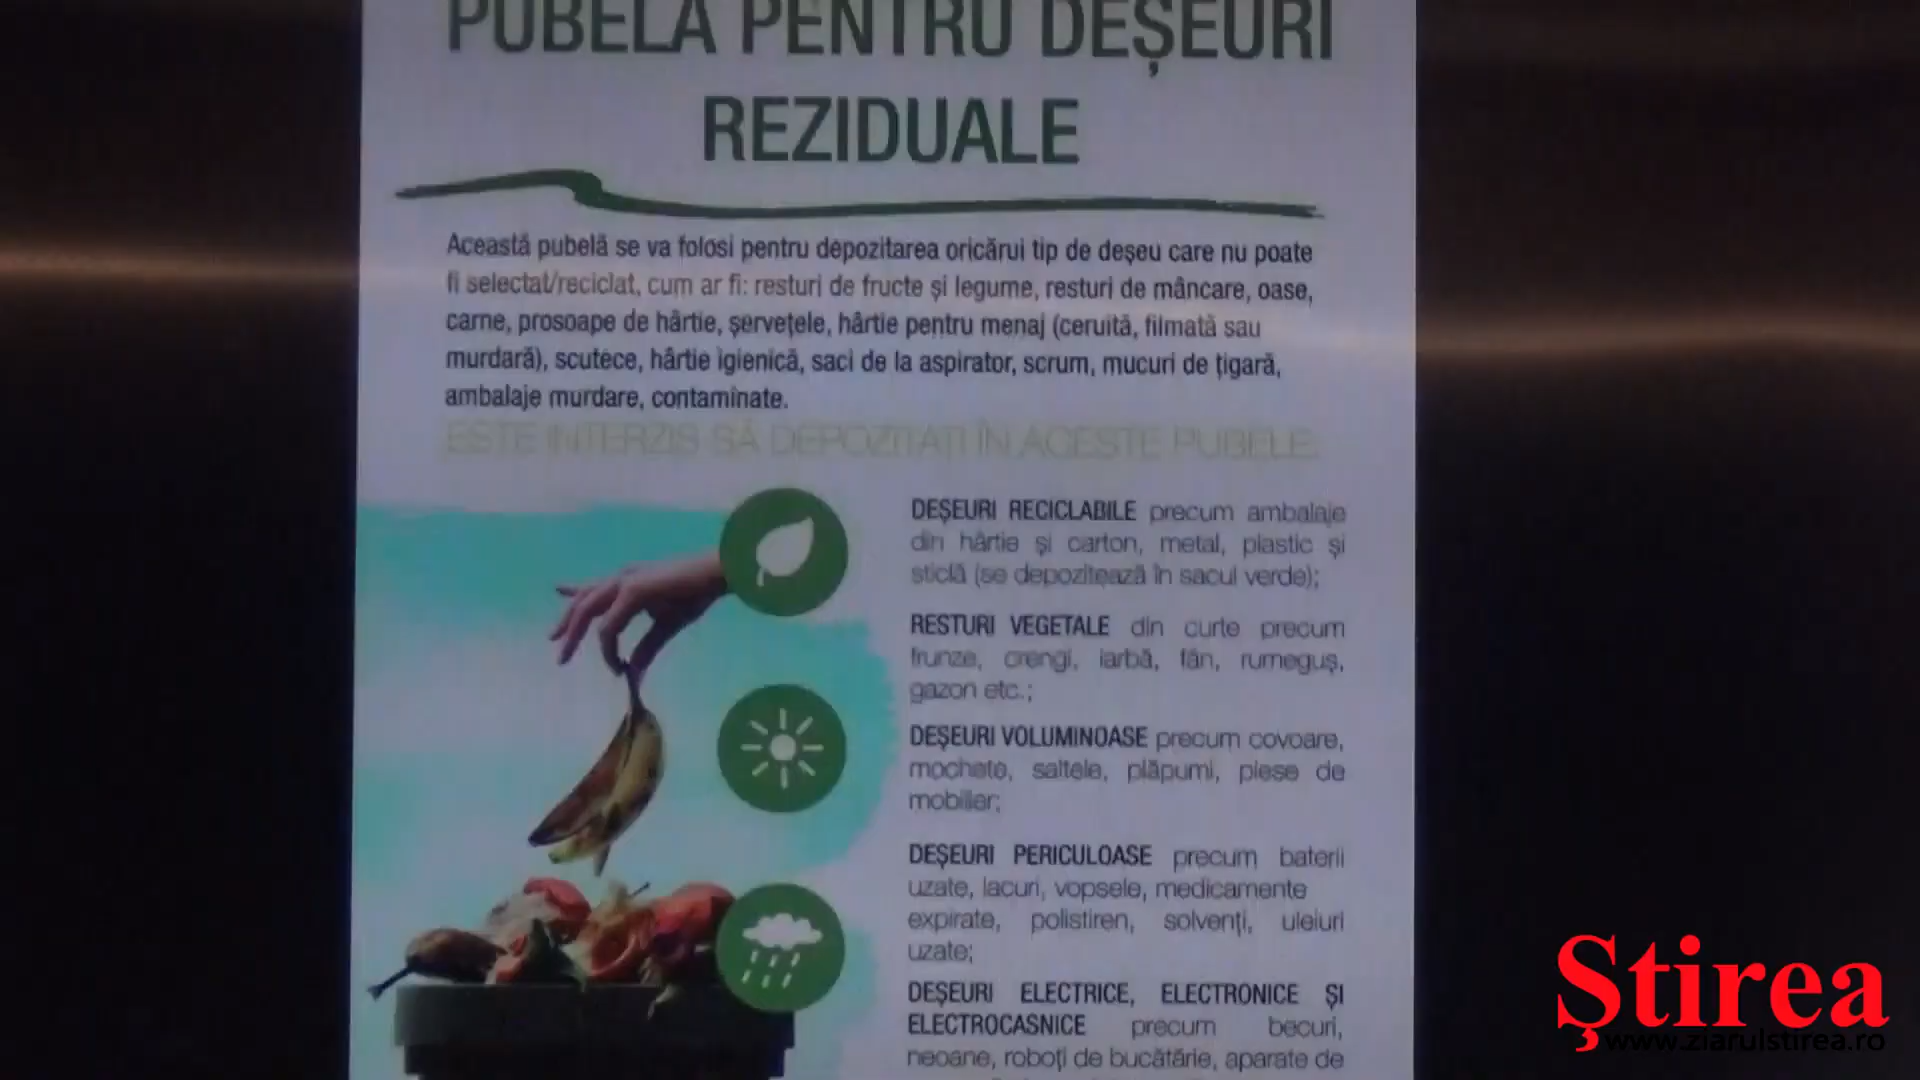 PUBELA PENTRU DEȘEURI
REZIDUALE
Această pubelă se va folosi pentru depozitarea oricărui tip de deșeu care nu poate
fi selectat/reciclat, cum ar fi: resturi de fructe și legume, resturi de mâncare, oase,
carne, prosoape de hârtie, șervețele, hârtie pentru menaj (ceruită, filmată sau
murdară), scutece, hârtie igienică, saci de la aspirator, scrum, mucuri de țigară,
ambalaje murdare, contaminate.
ESTE INTERZIS SĂ DEPOZITAȚI ÎN ACESTE PUBELE:
DEȘEURI RECICLABILE precum ambalaje
din hârtie și carton, metal, plastic și
sticlă (se depozitează în sacul verde);
RESTURI VEGETALE din curte precum
frunze, crengi, iarbă, fân, rumeguș,
gazon etc.;
DEȘEURI VOLUMINOASE precum covoare,
mochete, saltele, plăpumi, piese de
mobilier;
DEȘEURI PERICULOASE precum baterii
uzate, lacuri, vopsele, medicamente
expirate, polistiren, solvenți, uleiuri
uzate;
DEȘEURI ELECTRICE, ELECTRONICE ȘI
ELECTROCASNICE precum becuri,
neoane, roboți de bucătărie, aparate de
Știrea
www.ziarulstirea.ro